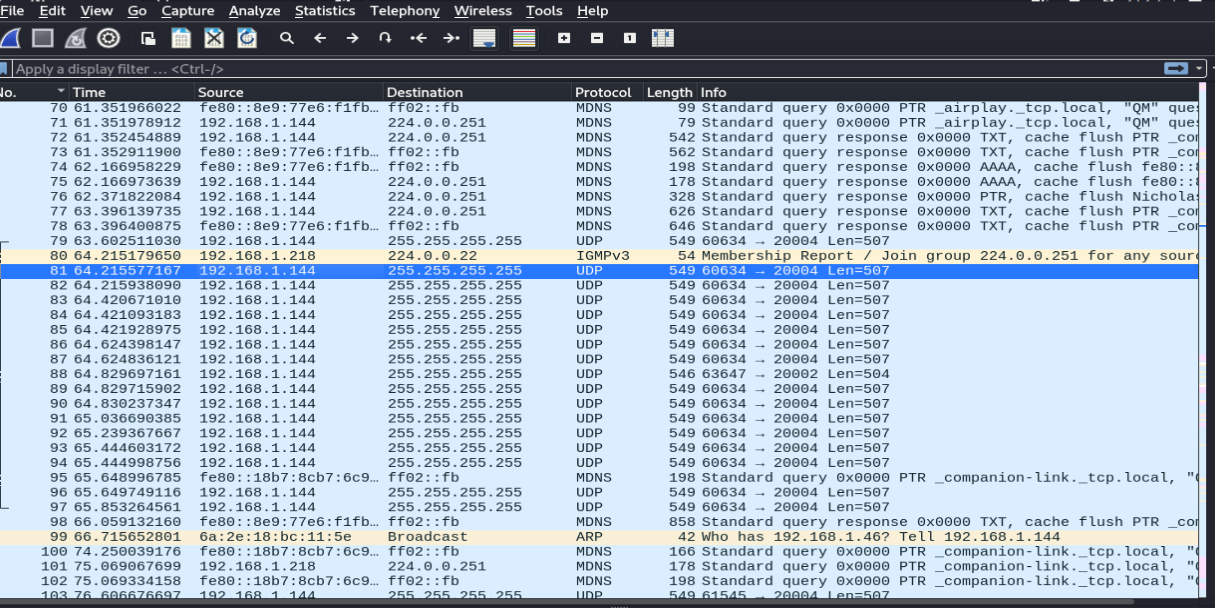 File Edit View Go Capture Analyze Statistics Telephony Wireless Tools Help
Apply a display filter … <Ctrl-/>
No. Time Source Destination Protocol Length Info
70 61.351966022 fe80::8e9:77e6:f1fb… ff02::fb MDNS 99 Standard query 0x0000 PTR _airplay._tcp.local, "QM" ques
71 61.351978912 192.168.1.144 224.0.0.251 MDNS 79 Standard query 0x0000 PTR _airplay._tcp.local, "QM" ques
72 61.352454889 192.168.1.144 224.0.0.251 MDNS 542 Standard query response 0x0000 TXT, cache flush PTR _co
73 61.352911900 fe80::8e9:77e6:f1fb… ff02::fb MDNS 562 Standard query response 0x0000 TXT, cache flush PTR _co
74 62.166958229 fe80::8e9:77e6:f1fb… ff02::fb MDNS 198 Standard query response 0x0000 AAAA, cache flush fe80::
75 62.166973639 192.168.1.144 224.0.0.251 MDNS 178 Standard query response 0x0000 AAAA, cache flush fe80::
76 62.371822084 192.168.1.144 224.0.0.251 MDNS 328 Standard query response 0x0000 PTR, cache flush Nichola
77 63.396139735 192.168.1.144 224.0.0.251 MDNS 626 Standard query response 0x0000 TXT, cache flush PTR _co
78 63.396400875 fe80::8e9:77e6:f1fb… ff02::fb MDNS 646 Standard query response 0x0000 TXT, cache flush PTR _co
79 63.602511030 192.168.1.144 255.255.255.255 UDP 549 60634 → 20004 Len=507
80 64.215179650 192.168.1.218 224.0.0.22 IGMPv3 54 Membership Report / Join group 224.0.0.251 for any sour
81 64.215577167 192.168.1.144 255.255.255.255 UDP 549 60634 → 20004 Len=507
82 64.215938090 192.168.1.144 255.255.255.255 UDP 549 60634 → 20004 Len=507
83 64.420671010 192.168.1.144 255.255.255.255 UDP 549 60634 → 20004 Len=507
84 64.421093183 192.168.1.144 255.255.255.255 UDP 549 60634 → 20004 Len=507
85 64.421928975 192.168.1.144 255.255.255.255 UDP 549 60634 → 20004 Len=507
86 64.624398147 192.168.1.144 255.255.255.255 UDP 549 60634 → 20004 Len=507
87 64.624836121 192.168.1.144 255.255.255.255 UDP 549 60634 → 20004 Len=507
88 64.829697161 192.168.1.144 255.255.255.255 UDP 546 63647 → 20002 Len=504
89 64.829715902 192.168.1.144 255.255.255.255 UDP 549 60634 → 20004 Len=507
90 64.830237347 192.168.1.144 255.255.255.255 UDP 549 60634 → 20004 Len=507
91 65.036690385 192.168.1.144 255.255.255.255 UDP 549 60634 → 20004 Len=507
92 65.239367667 192.168.1.144 255.255.255.255 UDP 549 60634 → 20004 Len=507
93 65.444603172 192.168.1.144 255.255.255.255 UDP 549 60634 → 20004 Len=507
94 65.444998756 192.168.1.144 255.255.255.255 UDP 549 60634 → 20004 Len=507
95 65.648996785 fe80::18b7:8cb7:6c9… ff02::fb MDNS 198 Standard query 0x0000 PTR _companion-link._tcp.local, "
96 65.649749116 192.168.1.144 255.255.255.255 UDP 549 60634 → 20004 Len=507
97 65.853264561 192.168.1.144 255.255.255.255 UDP 549 60634 → 20004 Len=507
98 66.059132160 fe80::8e9:77e6:f1fb… ff02::fb MDNS 858 Standard query response 0x0000 TXT, cache flush PTR _co
99 66.715652801 6a:2e:18:bc:11:5e Broadcast ARP 42 Who has 192.168.1.46? Tell 192.168.1.144
100 74.250039176 fe80::18b7:8cb7:6c9… ff02::fb MDNS 166 Standard query 0x0000 PTR _companion-link._tcp.local, "
101 75.069067699 192.168.1.218 224.0.0.251 MDNS 178 Standard query 0x0000 PTR _companion-link._tcp.local, "
102 75.069334158 fe80::18b7:8cb7:6c9… ff02::fb MDNS 198 Standard query 0x0000 PTR _companion-link._tcp.local, "
103 76.606676697 192.168.1.144 255.255.255.255 UDP 549 61545 → 20004 Len=507